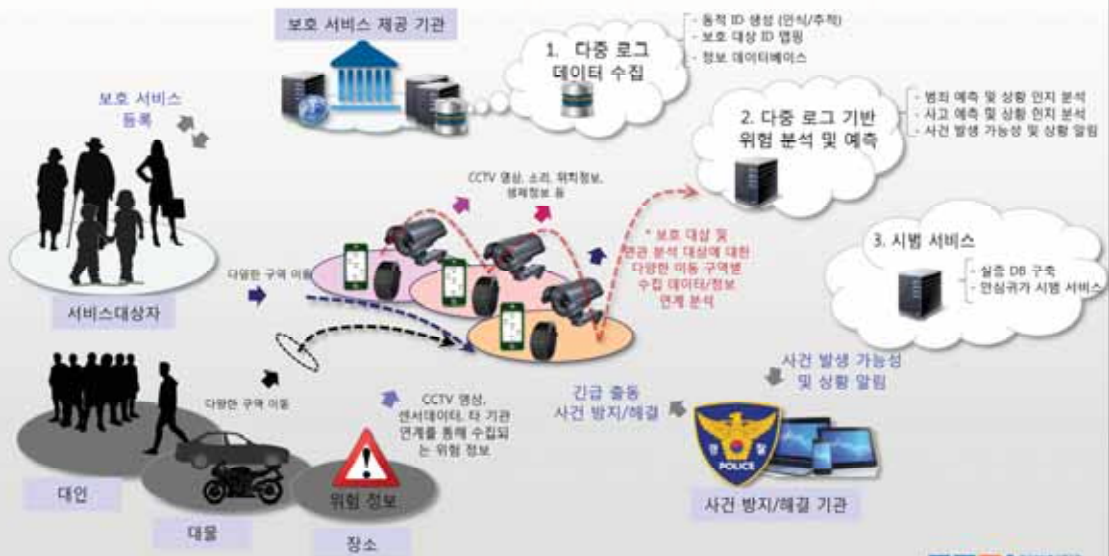 보호 서비스 제공 기관
1. 다중 로그
데이터 수집
- 동적 ID 생성 (인식/추적)
- 보호 대상 ID 맵핑
- 정보 데이터베이스
2. 다중 로그 기반
위험 분석 및 예측
- 범죄 예측 및 상황 인지 분석
- 사고 예측 및 상황 인지 분석
- 사건 발생 가능성 및 상황 알림
3. 시범 서비스
- 실증 DB 구축
- 안심귀가 시범 서비스
보호 서비스
등록
서비스대상자
CCTV 영상, 소리, 위치정보,
생체정보 등
* 보호 대상 및
연관 분석 대상에 대한
다양한 이동 구역별
수집 데이터/정보
연계 분석
다양한 구역 이동
다양한 구역 이동
CCTV 영상,
센서데이터, 타 기관
연계를 통해 수집되
는 위험 정보
긴급 출동
사건 방지/해결
사건 발생 가능성
및 상황 알림
경찰
POLICE
사건 방지/해결 기관
대인
대물
위험 정보
장소